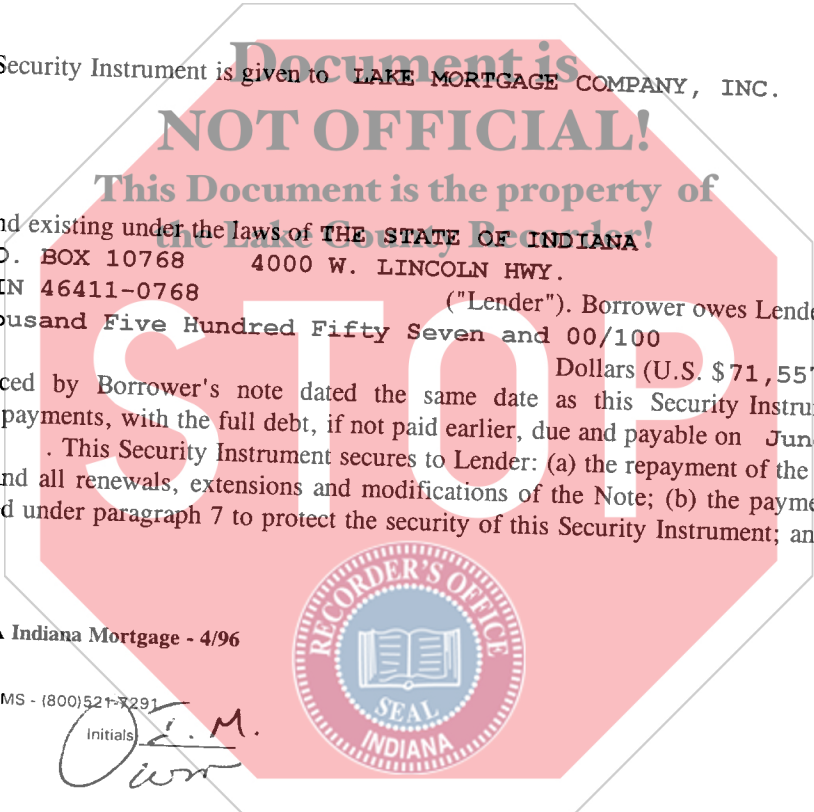 Document is
Security Instrument is given to LAKE MORTGAGE COMPANY, INC.
NOT OFFICIAL!
This Document is the property of
the Lake County Recorder!
nd existing under the laws of THE STATE OF INDIANA
O. BOX 10768 4000 W. LINCOLN HWY.
IN 46411-0768 ("Lender"). Borrower owes Lende
ousand Five Hundred Fifty Seven and 00/100
Dollars (U.S. $71,557
ced by Borrower's note dated the same date as this Security Instru
payments, with the full debt, if not paid earlier, due and payable on Jun
. This Security Instrument secures to Lender: (a) the repayment of the
nd all renewals, extensions and modifications of the Note; (b) the payme
d under paragraph 7 to protect the security of this Security Instrument; an
STOP
RECORDER'S OFFICE
SEAL
INDIANA
A Indiana Mortgage - 4/96
MS - (800)521-7291
Initials